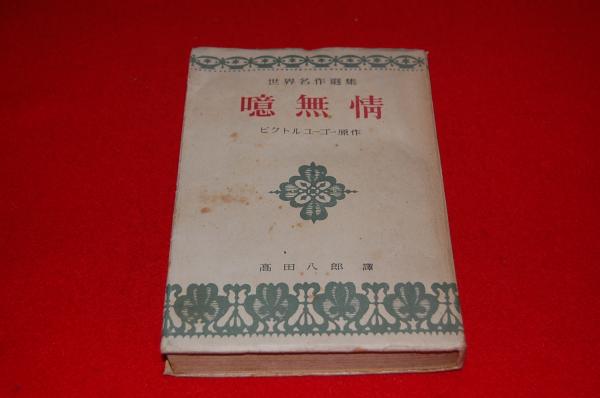 世界名作選集
噫無情
ビクトルユーゴー原作
髙田八郎 譯